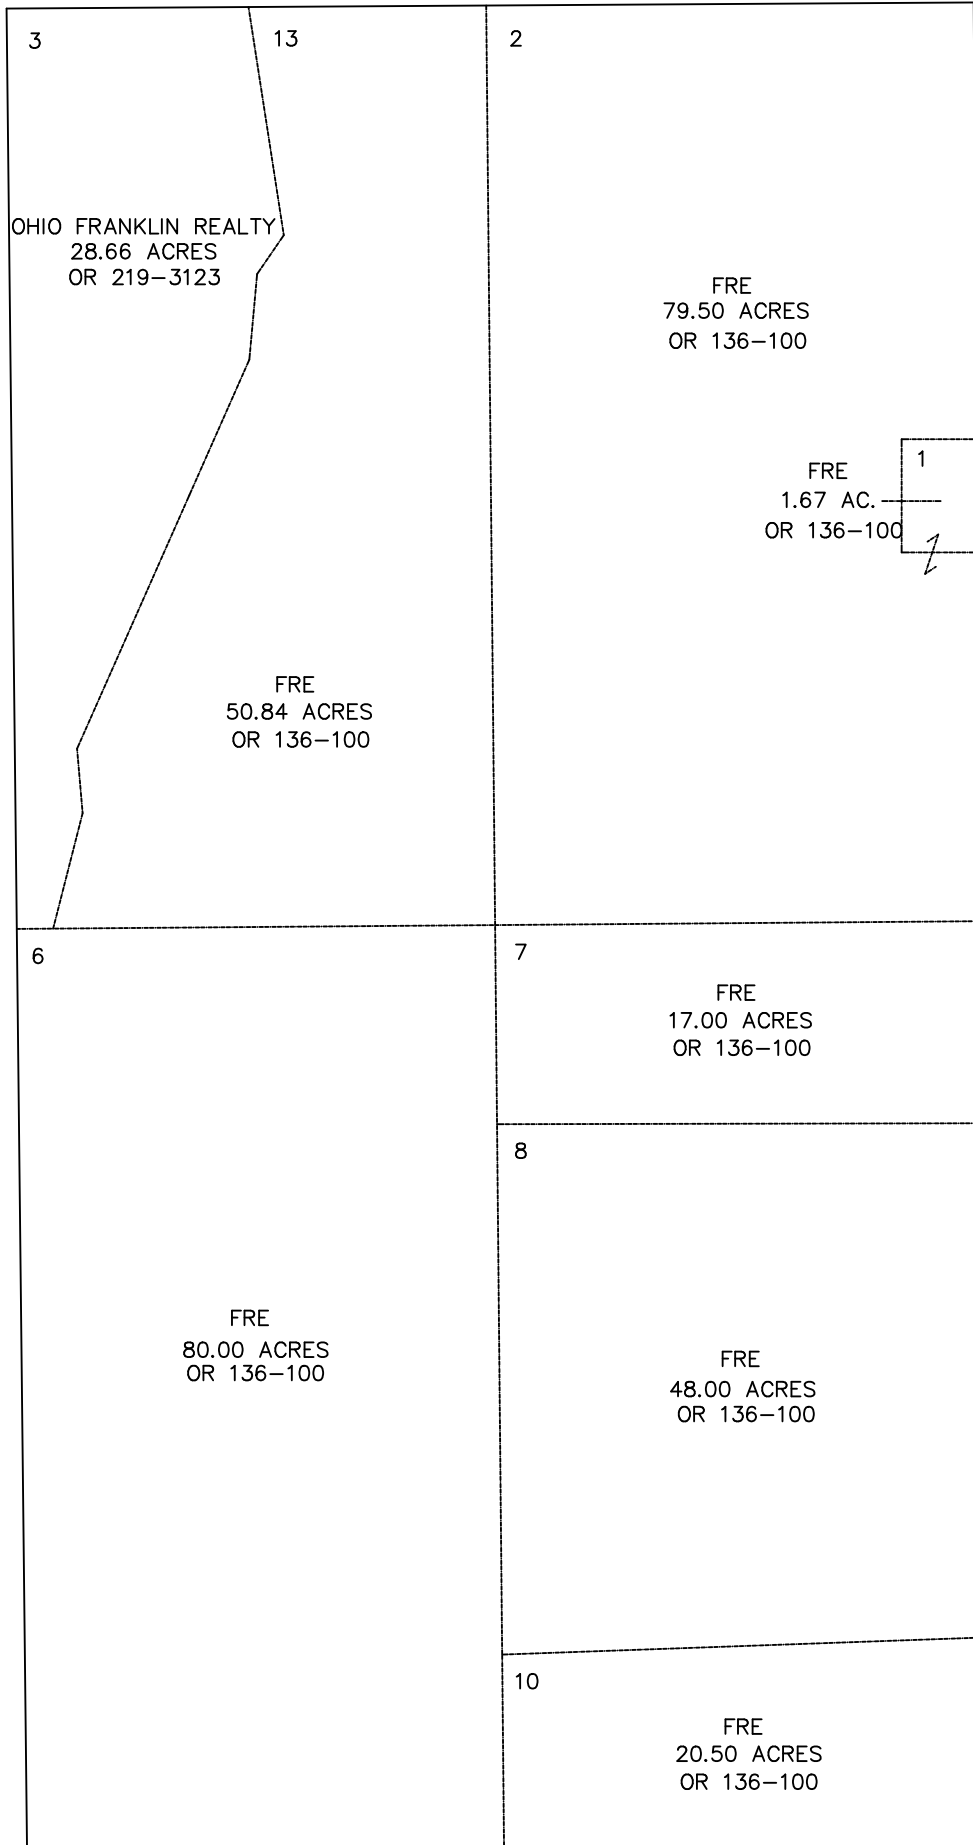 3
13
2
OHIO FRANKLIN REALTY
28.66 ACRES
OR 219-3123
FRE
79.50 ACRES
OR 136-100
1
FRE
1.67 AC.
OR 136-100
FRE
50.84 ACRES
OR 136-100
6
7
FRE
17.00 ACRES
OR 136-100
8
FRE
80.00 ACRES
OR 136-100
FRE
48.00 ACRES
OR 136-100
10
FRE
20.50 ACRES
OR 136-100